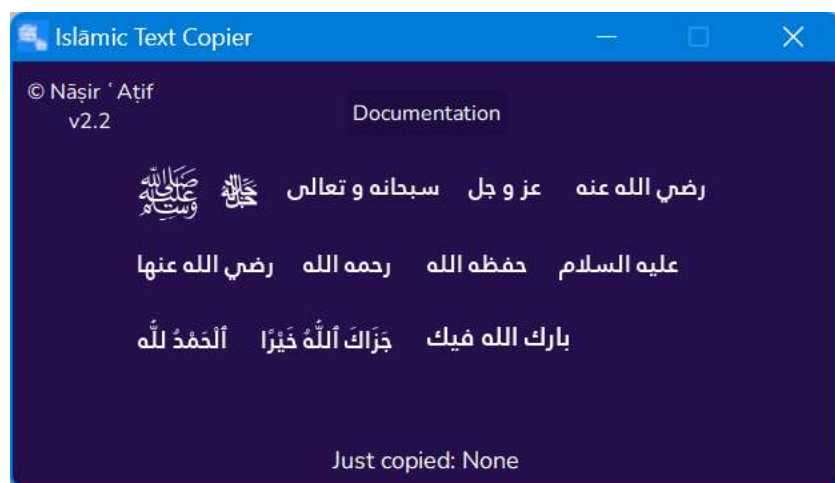 Islāmic Text Copier
© Nāṣir ʿAṭif
v2.2
Documentation
ﷺ ﷻ سبحانه و تعالى عز و جل رضي الله عنه
رضي الله عنها رحمه الله حفظه الله عليه السلام
ٱلْحَمْدُ للَّه جَزَاكَ ٱللَّهُ خَيْرًا بارك الله فيك
Just copied: None